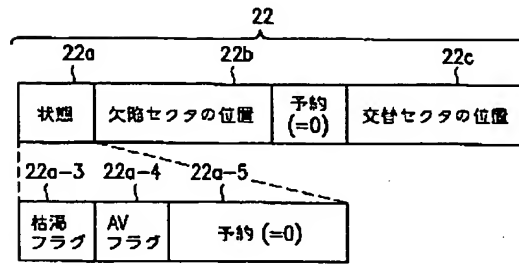 22
22a 22b 22c
状態 欠陥セクタの位置 予約 (=0) 交替セクタの位置
22a-3 22a-4 22a-5
枯渇フラグ AVフラグ 予約 (=0)